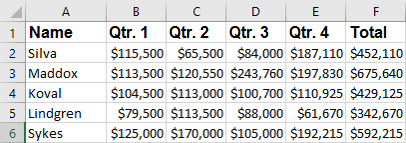 A B C D E F
1 Name Qtr. 1 Qtr. 2 Qtr. 3 Qtr. 4 Total
2 Silva $115,500 $65,500 $84,000 $187,110 $452,110
3 Maddox $113,500 $120,550 $243,760 $197,830 $675,640
4 Koval $104,500 $113,000 $100,700 $110,925 $429,125
5 Lindgren $79,500 $113,500 $88,000 $61,670 $342,670
6 Sykes $125,000 $170,000 $105,000 $192,215 $592,215